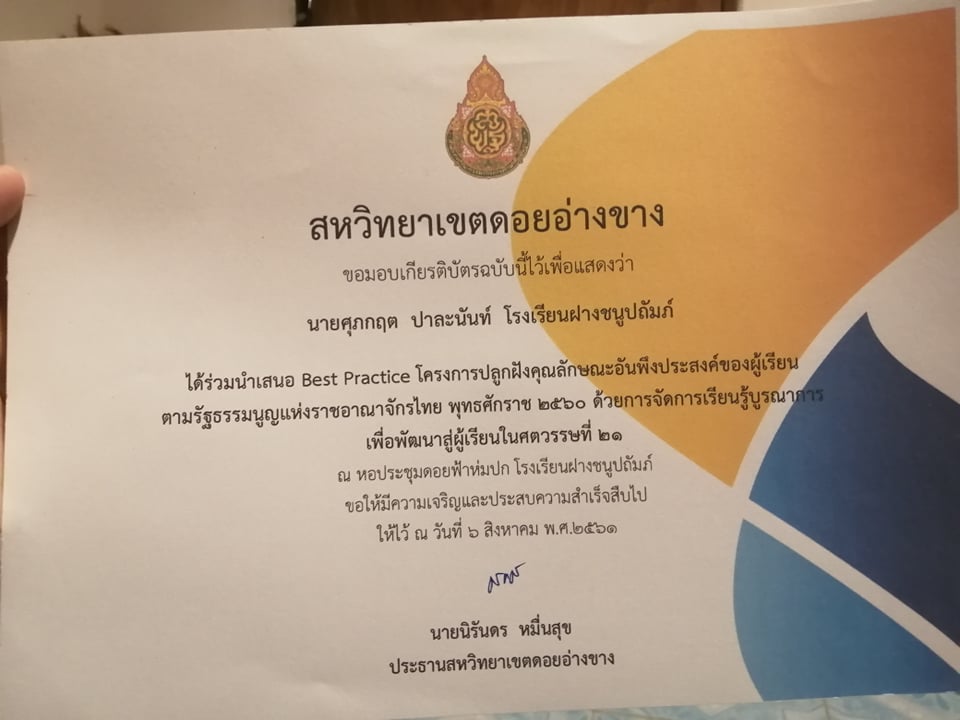 สหวิทยาเขตดอยอ่างขาง
ขอมอบเกียรติบัตรฉบับนี้ไว้เพื่อแสดงว่า
นายศุภกฤต ปาละนันท์ โรงเรียนฝางชนูปถัมภ์
ได้ร่วมนำเสนอ Best Practice โครงการปลูกฝังคุณลักษณะอันพึงประสงค์ของผู้เรียน
ตามรัฐธรรมนูญแห่งราชอาณาจักรไทย พุทธศักราช ๒๕๖๐ ด้วยการจัดการเรียนรู้บูรณาการ
เพื่อพัฒนาสู่ผู้เรียนในศตวรรษที่ ๒๑
ณ หอประชุมดอยฟ้าห่มปก โรงเรียนฝางชนูปถัมภ์
ขอให้มีความเจริญและประสบความสำเร็จสืบไป
ให้ไว้ ณ วันที่ ๖ สิงหาคม พ.ศ.๒๕๖๑
นายนิรันดร หมื่นสุข
ประธานสหวิทยาเขตดอยอ่างขาง